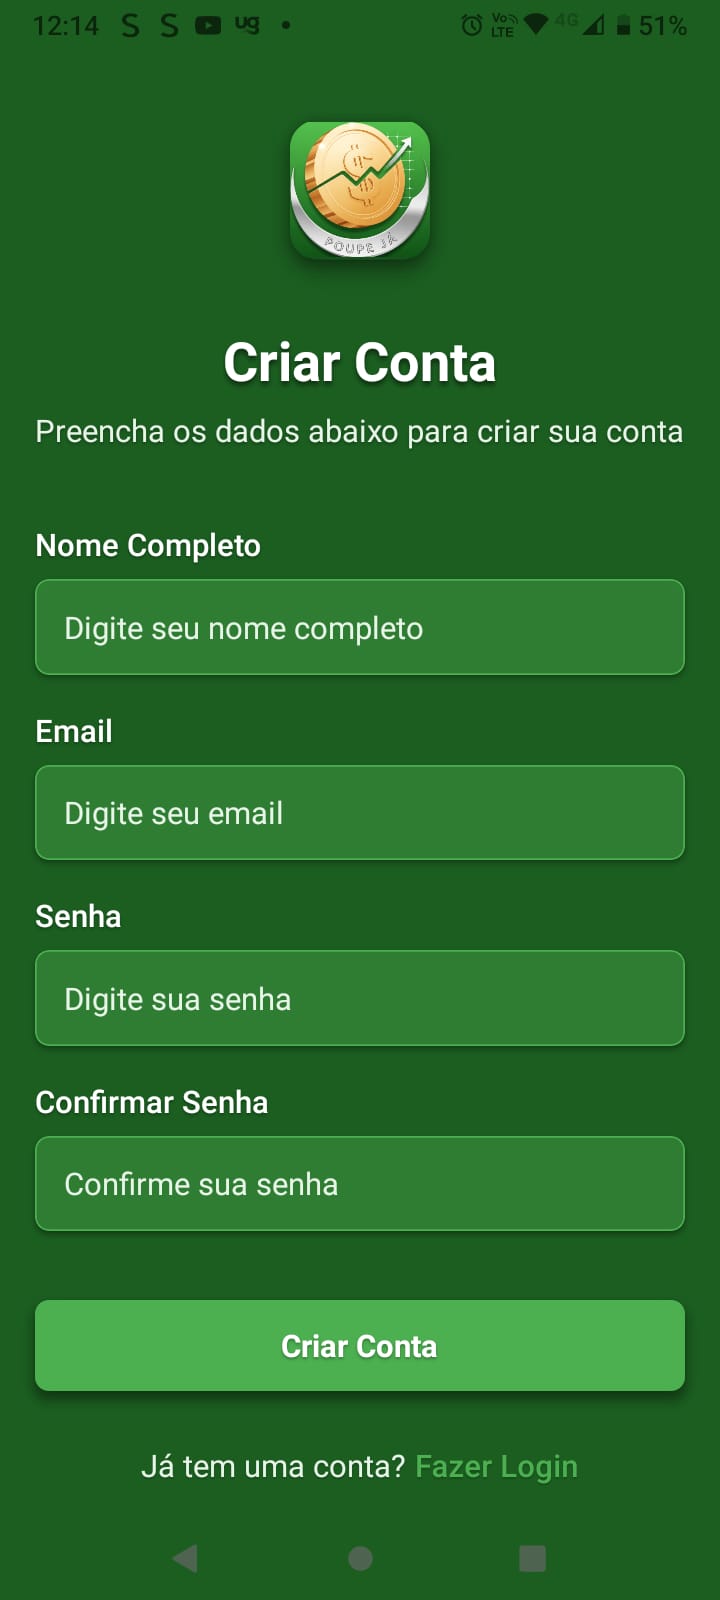 12:14 S S ug 4G 51%
Vo LTE
POUPE JÁ
Criar Conta
Preencha os dados abaixo para criar sua conta
Nome Completo
Digite seu nome completo
Email
Digite seu email
Senha
Digite sua senha
Confirmar Senha
Confirme sua senha
Criar Conta
Já tem uma conta? Fazer Login